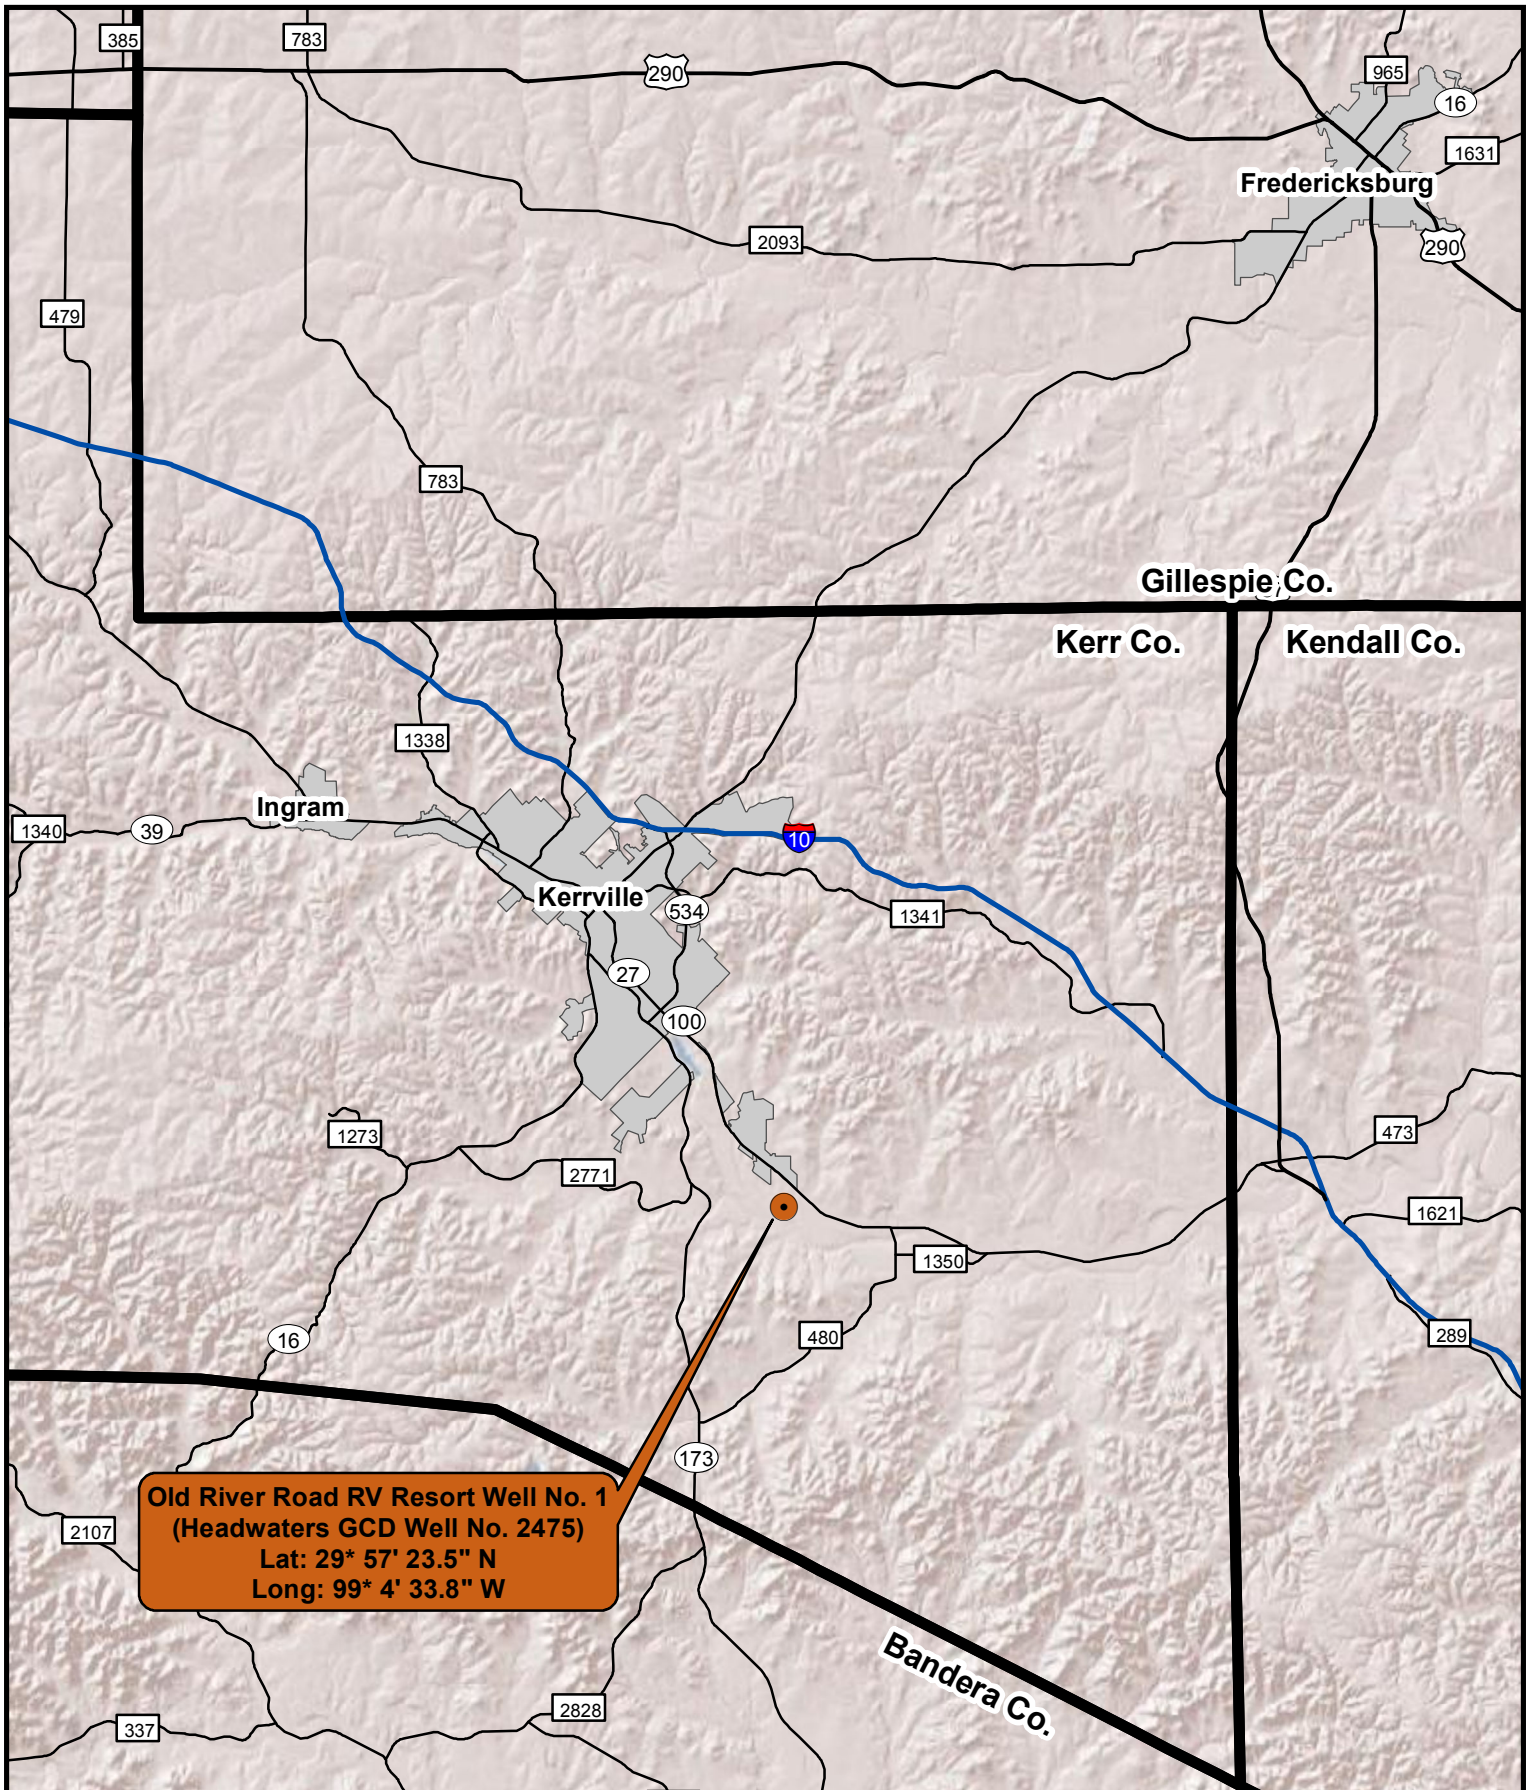 385
783
290
965
16
1631
Fredericksburg
2093
290
479
783
Gillespie Co.
Kerr Co.
Kendall Co.
1338
Ingram
1340
39
10
Kerrville
534
1341
27
100
1273
473
2771
1621
1350
16
480
289
173
Old River Road RV Resort Well No. 1
(Headwaters GCD Well No. 2475)
Lat: 29* 57' 23.5" N
Long: 99* 4' 33.8" W
2107
Bandera Co.
2828
337